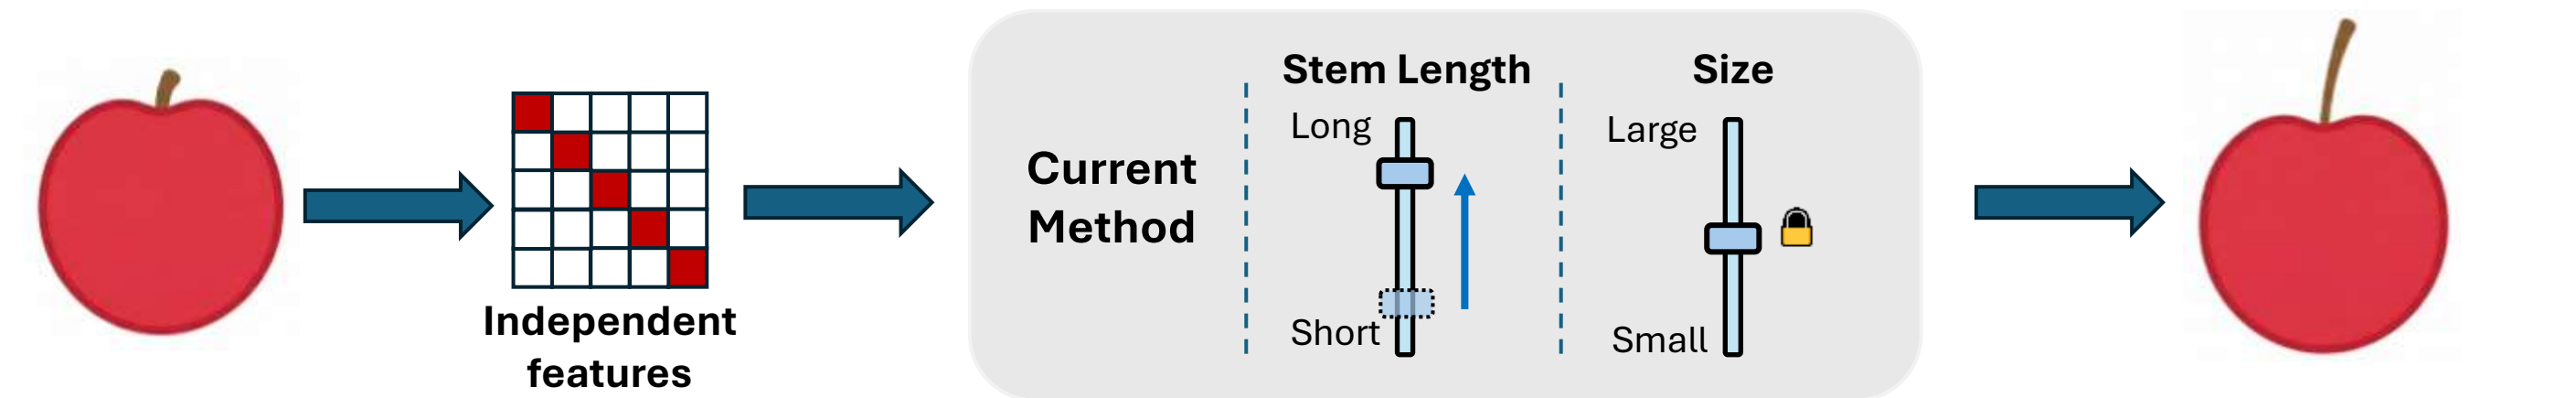 Independent
features
Current
Method
Stem Length
Long
Short
Size
Large
Small